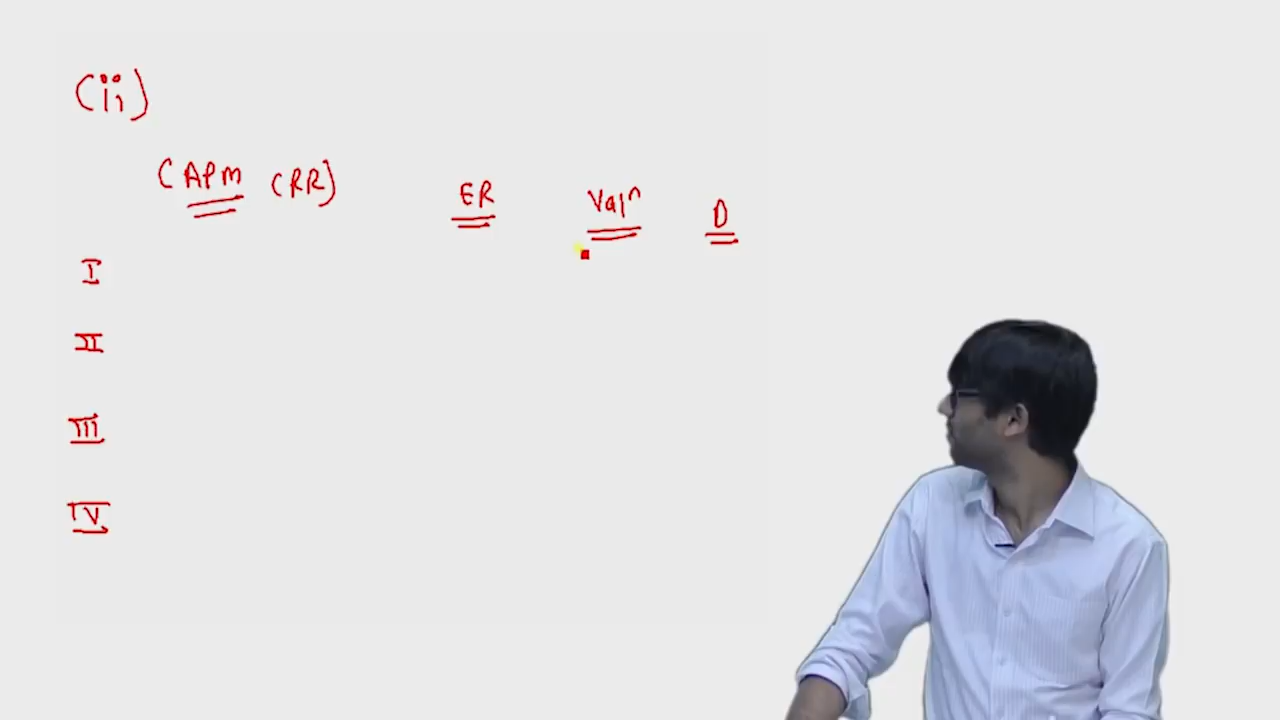 (ii)
CAPM (RR) ER Valⁿ D
I
II
III
IV